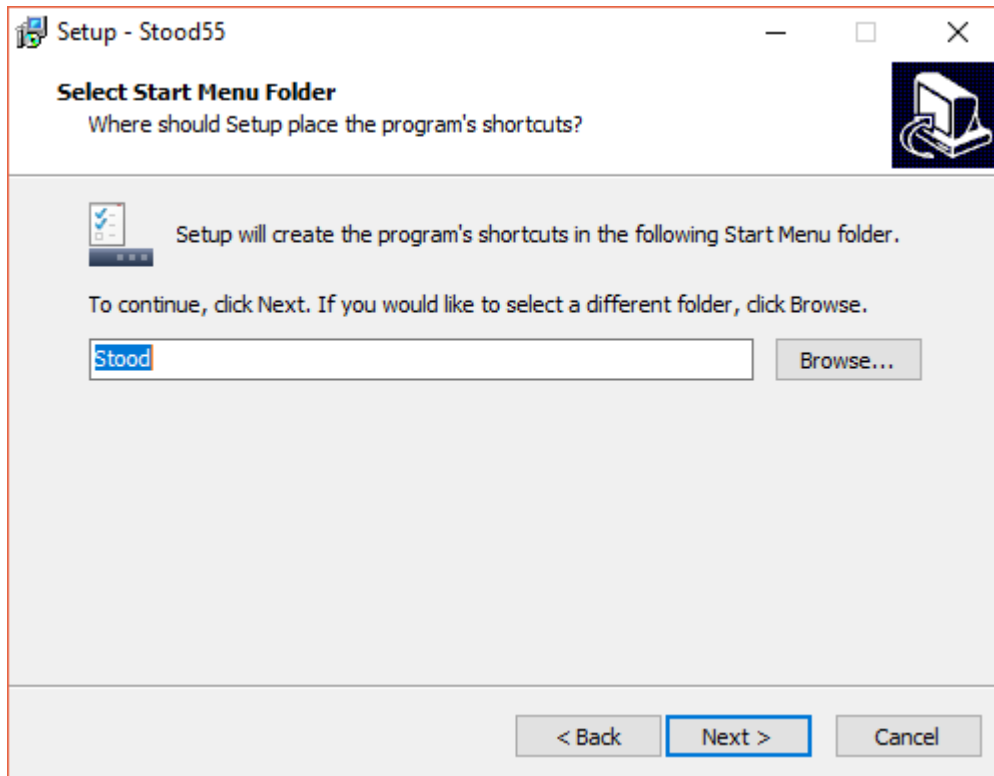 Setup - Stood55
Select Start Menu Folder
Where should Setup place the program's shortcuts?
Setup will create the program's shortcuts in the following Start Menu folder.
To continue, click Next. If you would like to select a different folder, click Browse.
Stood
Browse...
< Back
Next >
Cancel